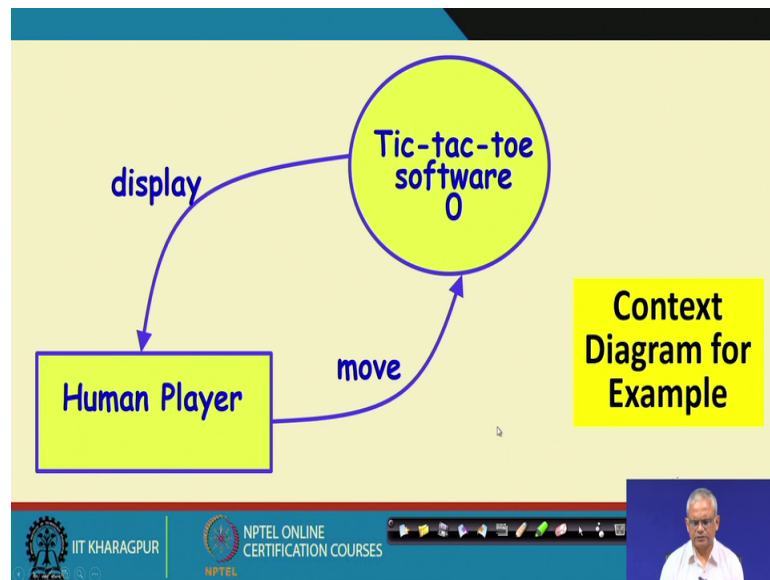 Tic-tac-toe
software
0
display
move
Human Player
Context
Diagram for
Example
IIT KHARAGPUR
NPTEL
NPTEL ONLINE
CERTIFICATION COURSES